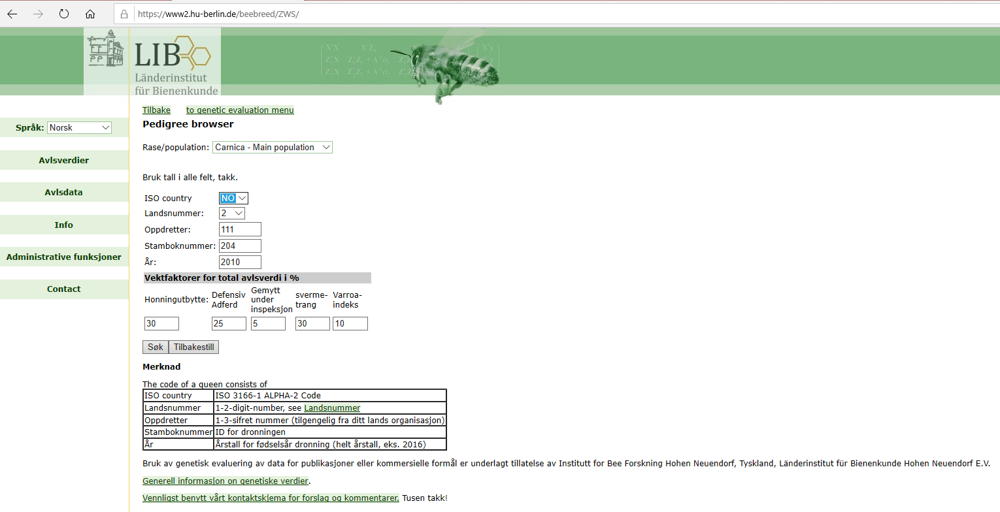 https://www2.hu-berlin.de/beebreed/ZWS/
LIB
Länderinstitut
für Bienenkunde
Tilbake to genetic evaluation menu
Pedigree browser
Språk: Norsk
Rase/population: Carnica - Main population
Avlsverdier
Avlsdata
Info
Administrative funksjoner
Contact
Bruk tall i alle felt, takk.
ISO country NO
Landsnummer: 2
Oppdretter: 111
Stamboknummer: 204
År: 2010
Vektfaktorer for total avlsverdi i %
Honningutbytte: Defensiv Adferd Gemytt under inspeksjon sverme-trang Varroa-indeks
30 25 5 30 10
Søk Tilbakestill
Merknad
The code of a queen consists of
ISO country ISO 3166-1 ALPHA-2 Code
Landsnummer 1-2-digit-number, see Landsnummer
Oppdretter 1-3-sifret nummer (tilgengelig fra ditt lands organisasjon)
Stamboknummer ID for dronningen
År Årstall for fødselsår dronning (helt årstall, eks. 2016)
Bruk av genetisk evaluering av data for publikasjoner eller kommersielle formål er underlagt tillatelse av Institutt for Bee Forskning Hohen Neuendorf, Tyskland, Länderinstitut für Bienenkunde Hohen Neuendorf E.V.
Generell informasjon on genetiske verdier.
Vennligst benytt vårt kontaktskjema for forslag og kommentarer. Tusen takk!